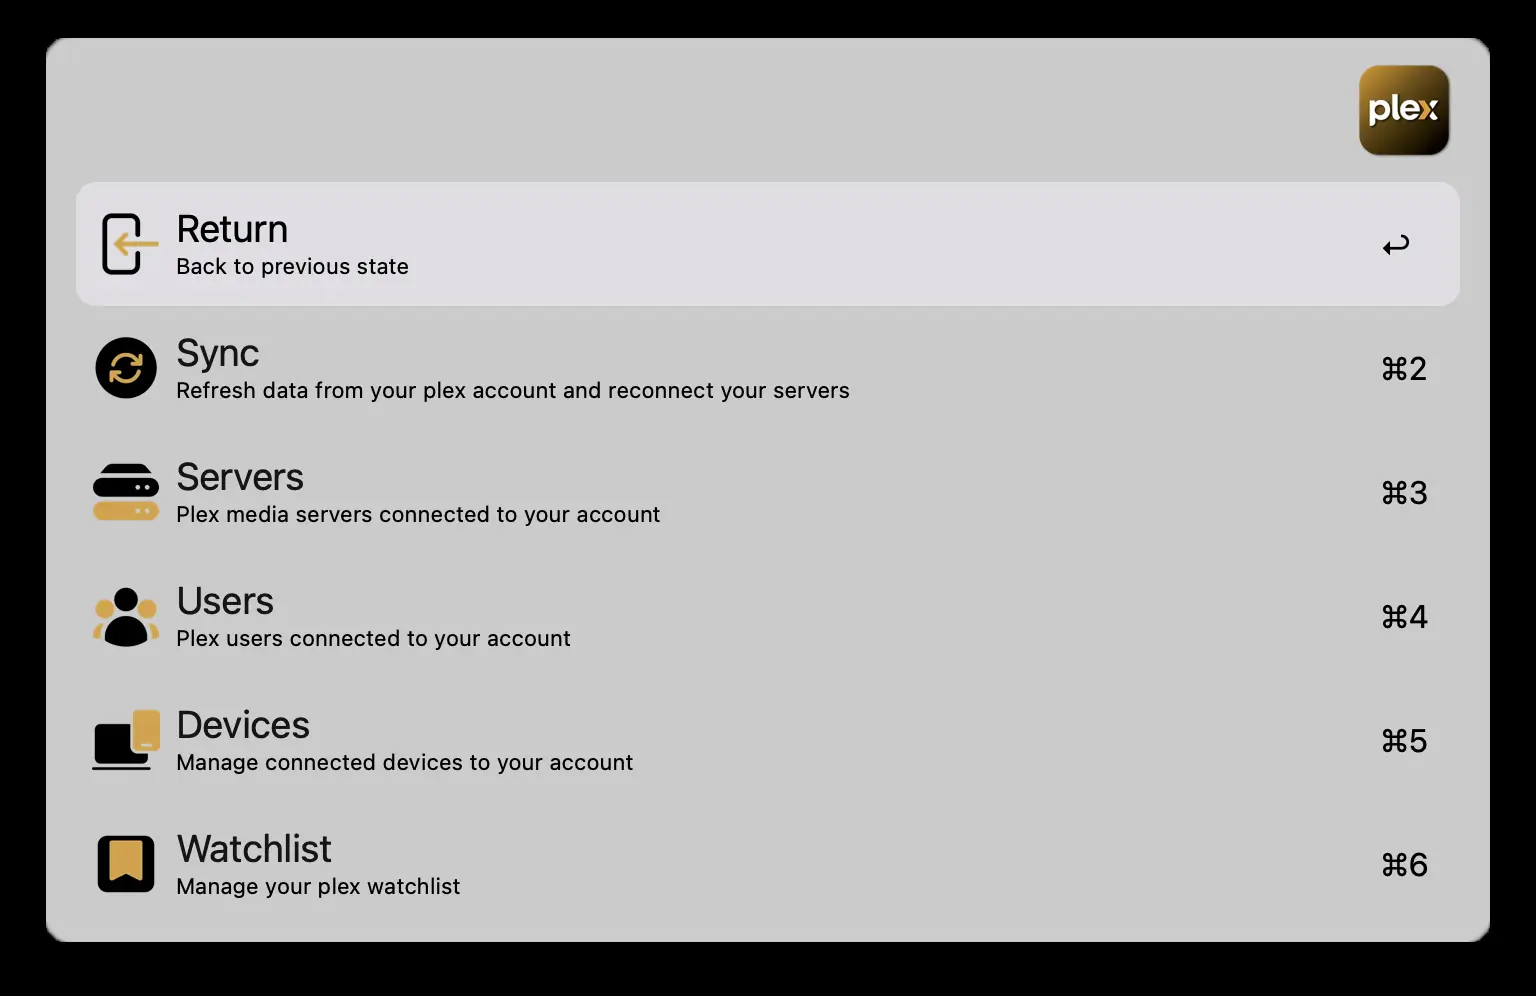 plex
Return
Back to previous state
↩
Sync
Refresh data from your plex account and reconnect your servers
⌘2
Servers
Plex media servers connected to your account
⌘3
Users
Plex users connected to your account
⌘4
Devices
Manage connected devices to your account
⌘5
Watchlist
Manage your plex watchlist
⌘6